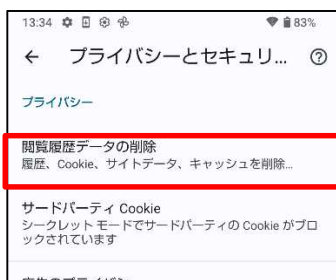 13:34 83%
← プライバシーとセキュリ...
プライバシー
閲覧履歴データの削除
履歴、Cookie、サイトデータ、キャッシュを削除...
サードパーティ Cookie
シークレット モードでサードパーティの Cookie がブロ
ックされています